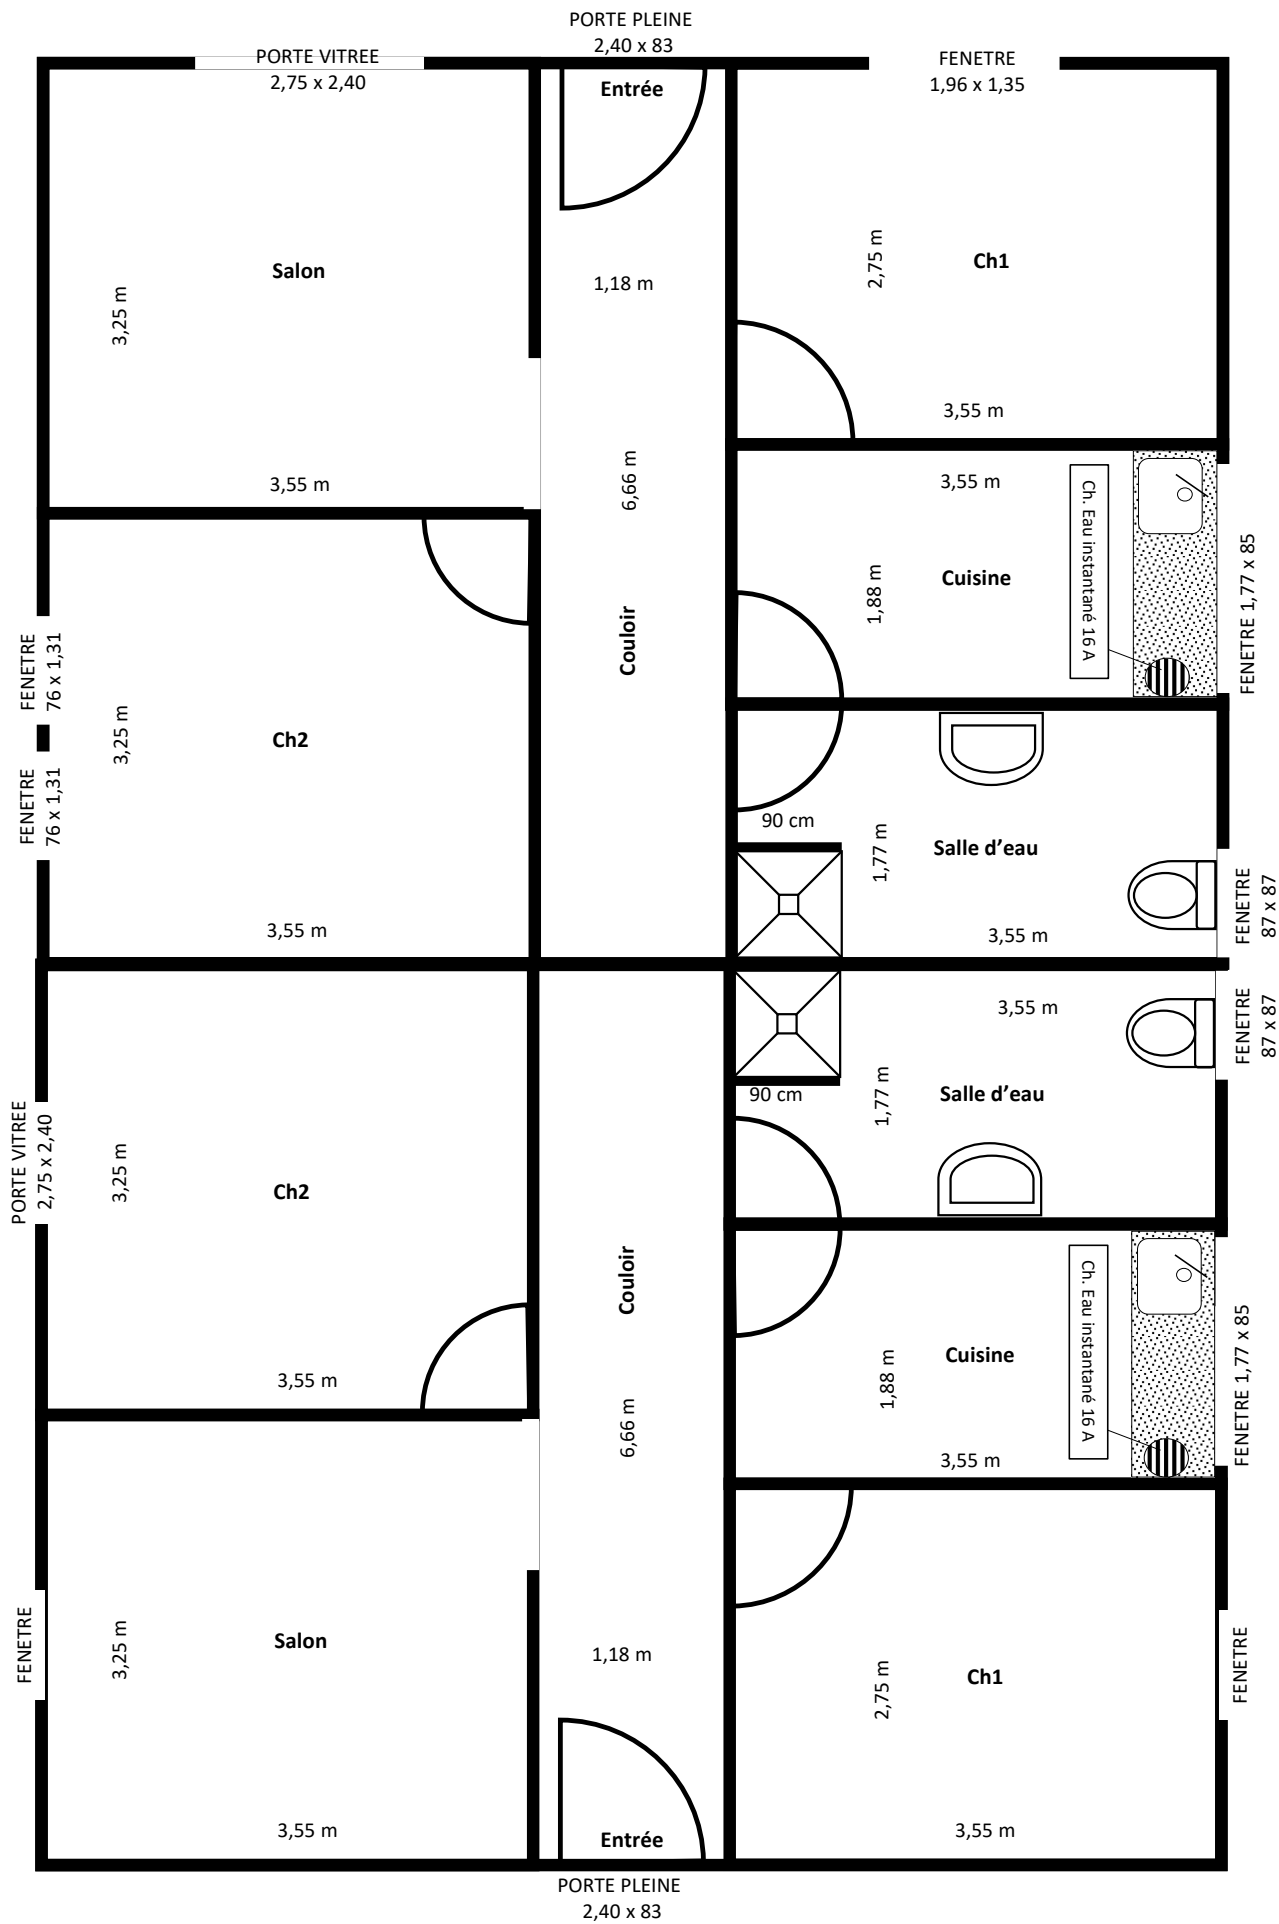 PORTE PLEINE
2,40 x 83
PORTE VITREE
2,75 x 2,40
FENETRE
1,96 x 1,35
Entrée
Salon
3,25 m
3,55 m
1,18 m
6,66 m
Couloir
2,75 m
Ch1
3,55 m
3,55 m
Cuisine
1,88 m
Ch. Eau instantané 16 A
FENETRE 1,77 x 85
FENETRE
76 x 1,31
FENETRE
76 x 1,31
3,25 m
Ch2
3,55 m
90 cm
1,77 m
Salle d’eau
3,55 m
FENETRE
87 x 87
3,55 m
FENETRE
87 x 87
90 cm
1,77 m
Salle d’eau
PORTE VITREE
2,75 x 2,40
3,25 m
Ch2
3,55 m
Couloir
6,66 m
Cuisine
1,88 m
3,55 m
Ch. Eau instantané 16 A
FENETRE 1,77 x 85
FENETRE
3,25 m
Salon
3,55 m
1,18 m
2,75 m
Ch1
3,55 m
FENETRE
Entrée
PORTE PLEINE
2,40 x 83